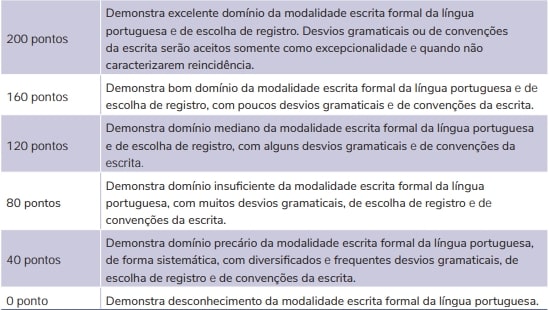 200 pontos
Demonstra excelente domínio da modalidade escrita formal da língua
portuguesa e de escolha de registro. Desvios gramaticais ou de convenções
da escrita serão aceitos somente como excepcionalidade e quando não
caracterizarem reincidência.
160 pontos
Demonstra bom domínio da modalidade escrita formal da língua portuguesa e de
escolha de registro, com poucos desvios gramaticais e de convenções da escrita.
120 pontos
Demonstra domínio mediano da modalidade escrita formal da língua portuguesa
e de escolha de registro, com alguns desvios gramaticais e de convenções da
escrita.
80 pontos
Demonstra domínio insuficiente da modalidade escrita formal da língua
portuguesa, com muitos desvios gramaticais, de escolha de registro e de
convenções da escrita.
40 pontos
Demonstra domínio precário da modalidade escrita formal da língua portuguesa,
de forma sistemática, com diversificados e frequentes desvios gramaticais, de
escolha de registro e de convenções da escrita.
0 ponto
Demonstra desconhecimento da modalidade escrita formal da língua portuguesa.